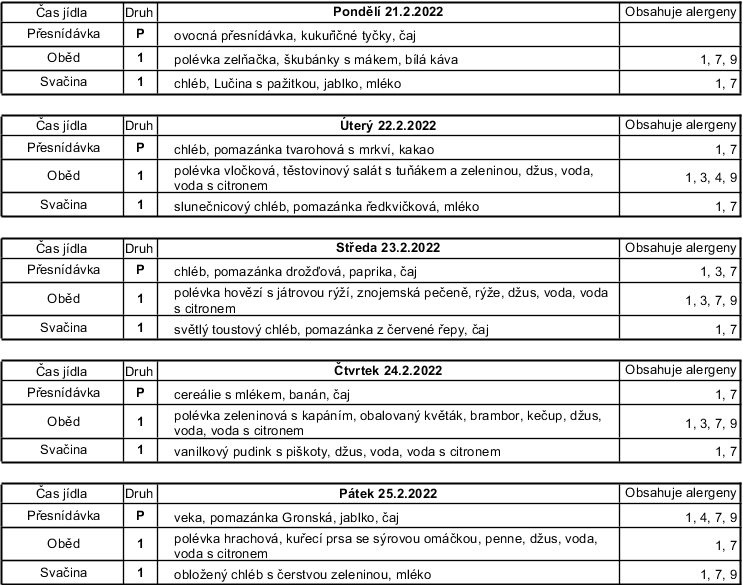 Čas jídla Druh Pondělí 21.2.2022 Obsahuje alergeny
Přesnídávka P ovocná přesnídávka, kukuřičné tyčky, čaj
Oběd 1 polévka zelňačka, škubánky s mákem, bílá káva 1, 7, 9
Svačina 1 chléb, Lučina s pažitkou, jablko, mléko 1, 7
Čas jídla Druh Úterý 22.2.2022 Obsahuje alergeny
Přesnídávka P chléb, pomazánka tvarohová s mrkví, kakao 1, 7
Oběd 1 polévka vločková, těstovinový salát s tuňákem a zeleninou, džus, voda,
voda s citronem 1, 3, 4, 9
Svačina 1 slunečnicový chléb, pomazánka ředkvičková, mléko 1, 7
Čas jídla Druh Středa 23.2.2022 Obsahuje alergeny
Přesnídávka P chléb, pomazánka drožďová, paprika, čaj 1, 3, 7
Oběd 1 polévka hovězí s játrovou rýží, znojemská pečeně, rýže, džus, voda, voda
s citronem 1, 3, 7, 9
Svačina 1 světlý toustový chléb, pomazánka z červené řepy, čaj 1, 7
Čas jídla Druh Čtvrtek 24.2.2022 Obsahuje alergeny
Přesnídávka P cereálie s mlékem, banán, čaj 1, 7
Oběd 1 polévka zeleninová s kapáním, obalovaný květák, brambor, kečup, džus,
voda, voda s citronem 1, 3, 7, 9
Svačina 1 vanilkový pudink s piškoty, džus, voda, voda s citronem 1, 7
Čas jídla Druh Pátek 25.2.2022 Obsahuje alergeny
Přesnídávka P veka, pomazánka Gronská, jablko, čaj 1, 4, 7, 9
Oběd 1 polévka hrachová, kuřecí prsa se sýrovou omáčkou, penne, džus, voda,
voda s citronem 1, 7
Svačina 1 obložený chléb s čerstvou zeleninou, mléko 1, 7, 9